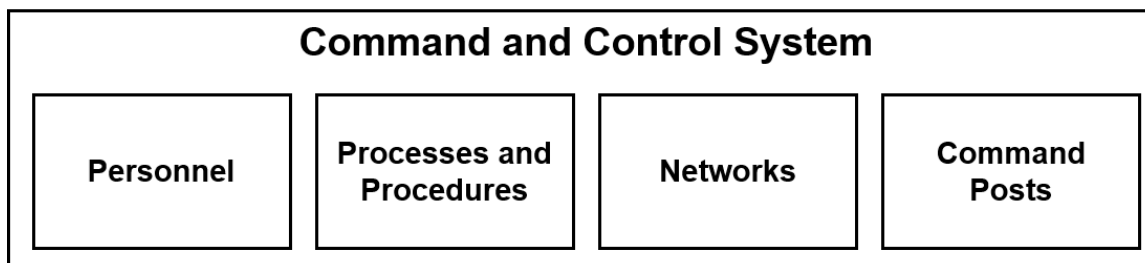 Command and Control System
Personnel
Processes and
Procedures
Networks
Command
Posts